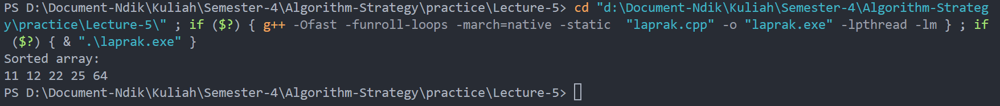 PS D:\Document-Ndik\Kuliah\Semester-4\Algorithm-Strategy\practice\Lecture-5> cd "d:\Document-Ndik\Kuliah\Semester-4\Algorithm-Strateg
y\practice\Lecture-5\" ; if ($?) { g++ -Ofast -funroll-loops -march=native -static  "laprak.cpp" -o "laprak.exe" -lpthread -lm } ; if
 ($?) { & ".\laprak.exe" }
Sorted array:
11 12 22 25 64
PS D:\Document-Ndik\Kuliah\Semester-4\Algorithm-Strategy\practice\Lecture-5>